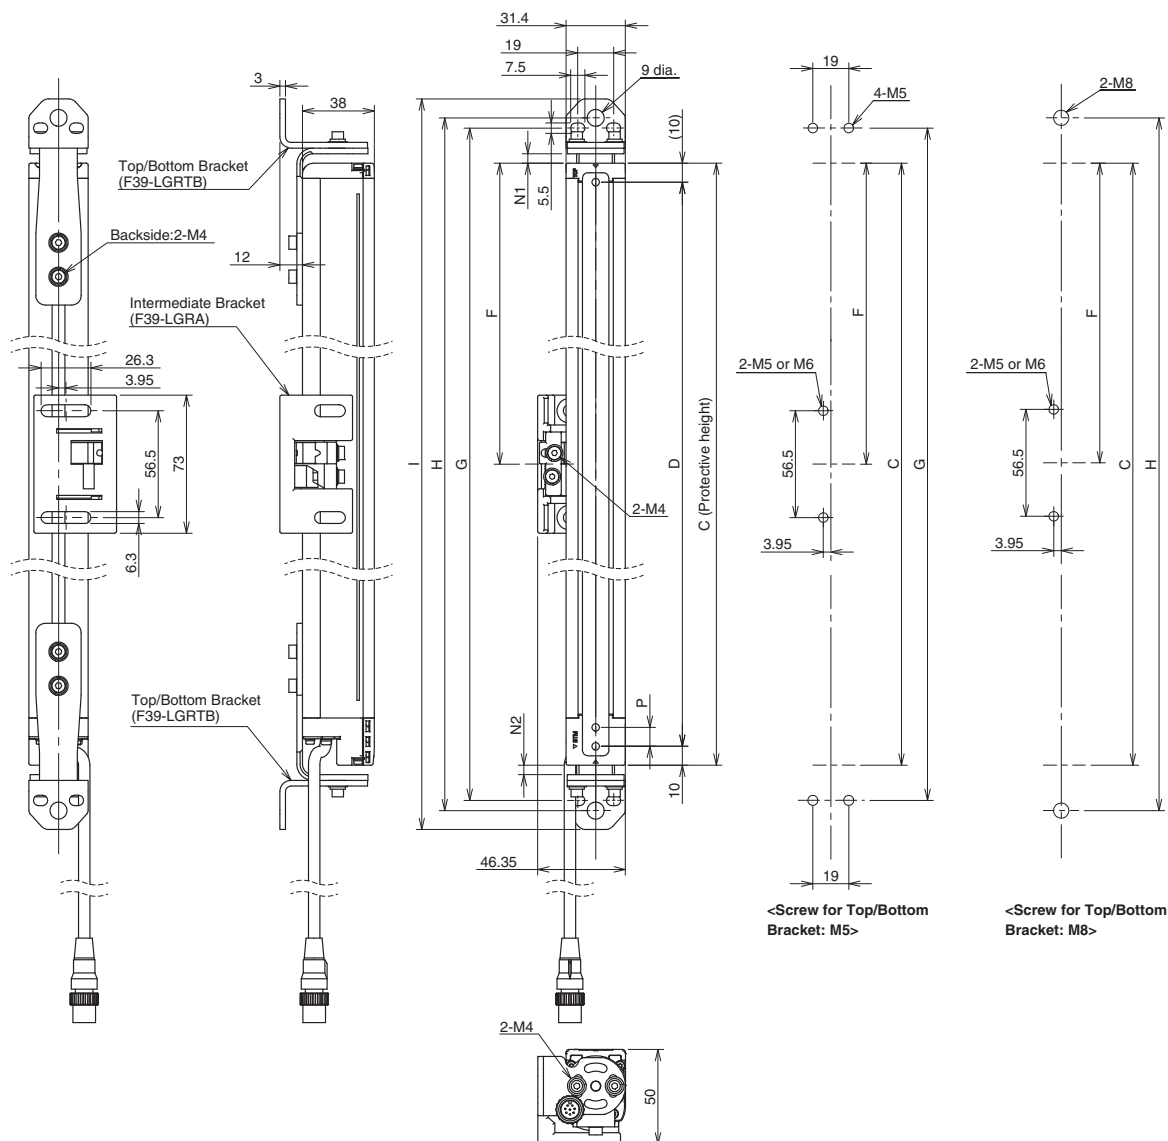 31.4
19
7.5
9 dia.
3
38
19
4-M5
2-M8
(10)
Top/Bottom Bracket
(F39-LGRTB)
N1
5.5
TOP
Backside:2-M4
12
Intermediate Bracket
(F39-LGRA)
F
F
F
26.3
3.95
2-M5 or M6
2-M5 or M6
56.5
73
I
H
G
D
C (Protective height)
56.5
C
G
56.5
C
H
2-M4
6.3
3.95
3.95
Top/Bottom Bracket
(F39-LGRTB)
N2
P
10
46.35
19
<Screw for Top/Bottom
Bracket: M5>
<Screw for Top/Bottom
Bracket: M8>
2-M4
50